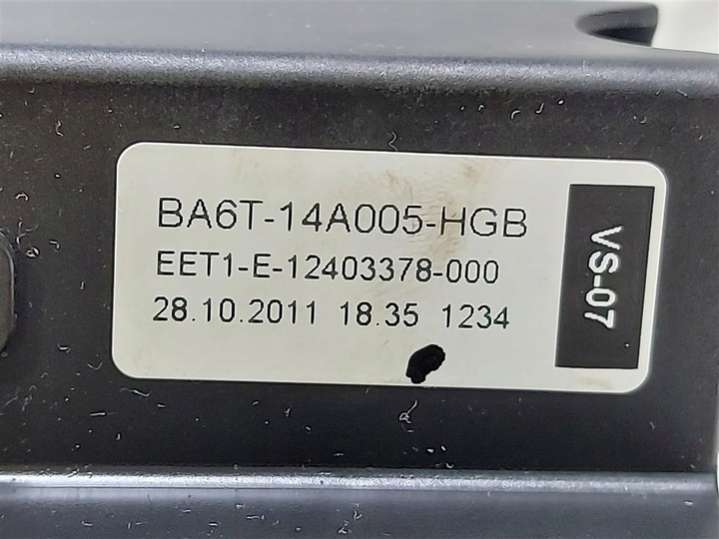 BA6T-14A005-HGB
EET1-E-12403378-000
28.10.2011 18.35 1234
VS-07